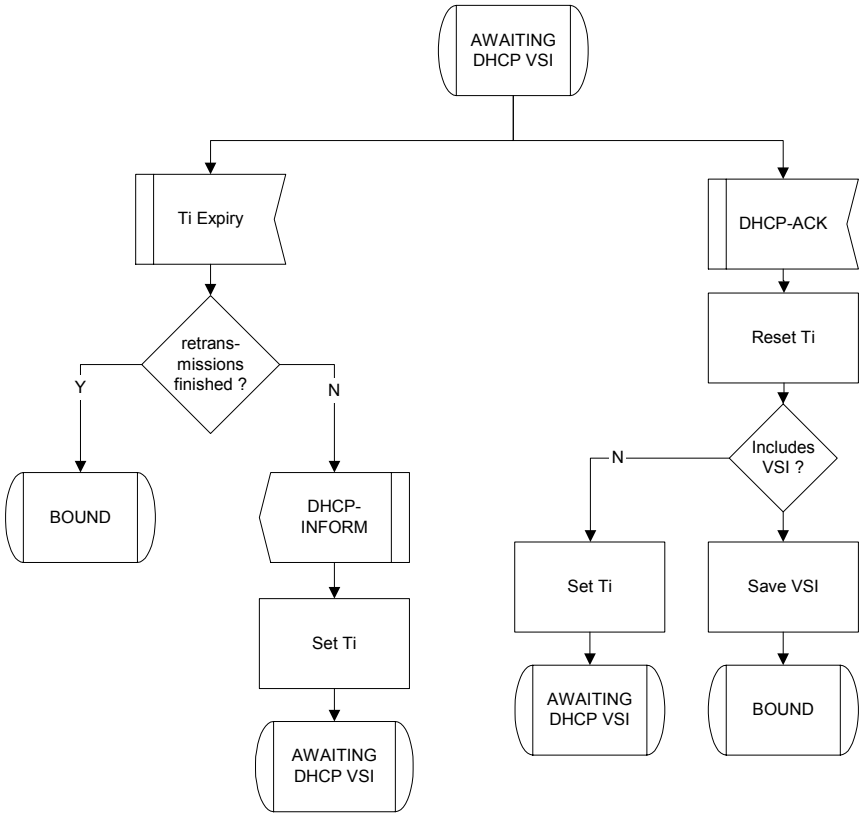 AWAITING
DHCP VSI
Ti Expiry
DHCP-ACK
Reset Ti
retrans-
missions
finished ?
Y
N
Includes
VSI ?
N
BOUND
DHCP-
INFORM
Set Ti
Save VSI
Set Ti
AWAITING
DHCP VSI
BOUND
AWAITING
DHCP VSI